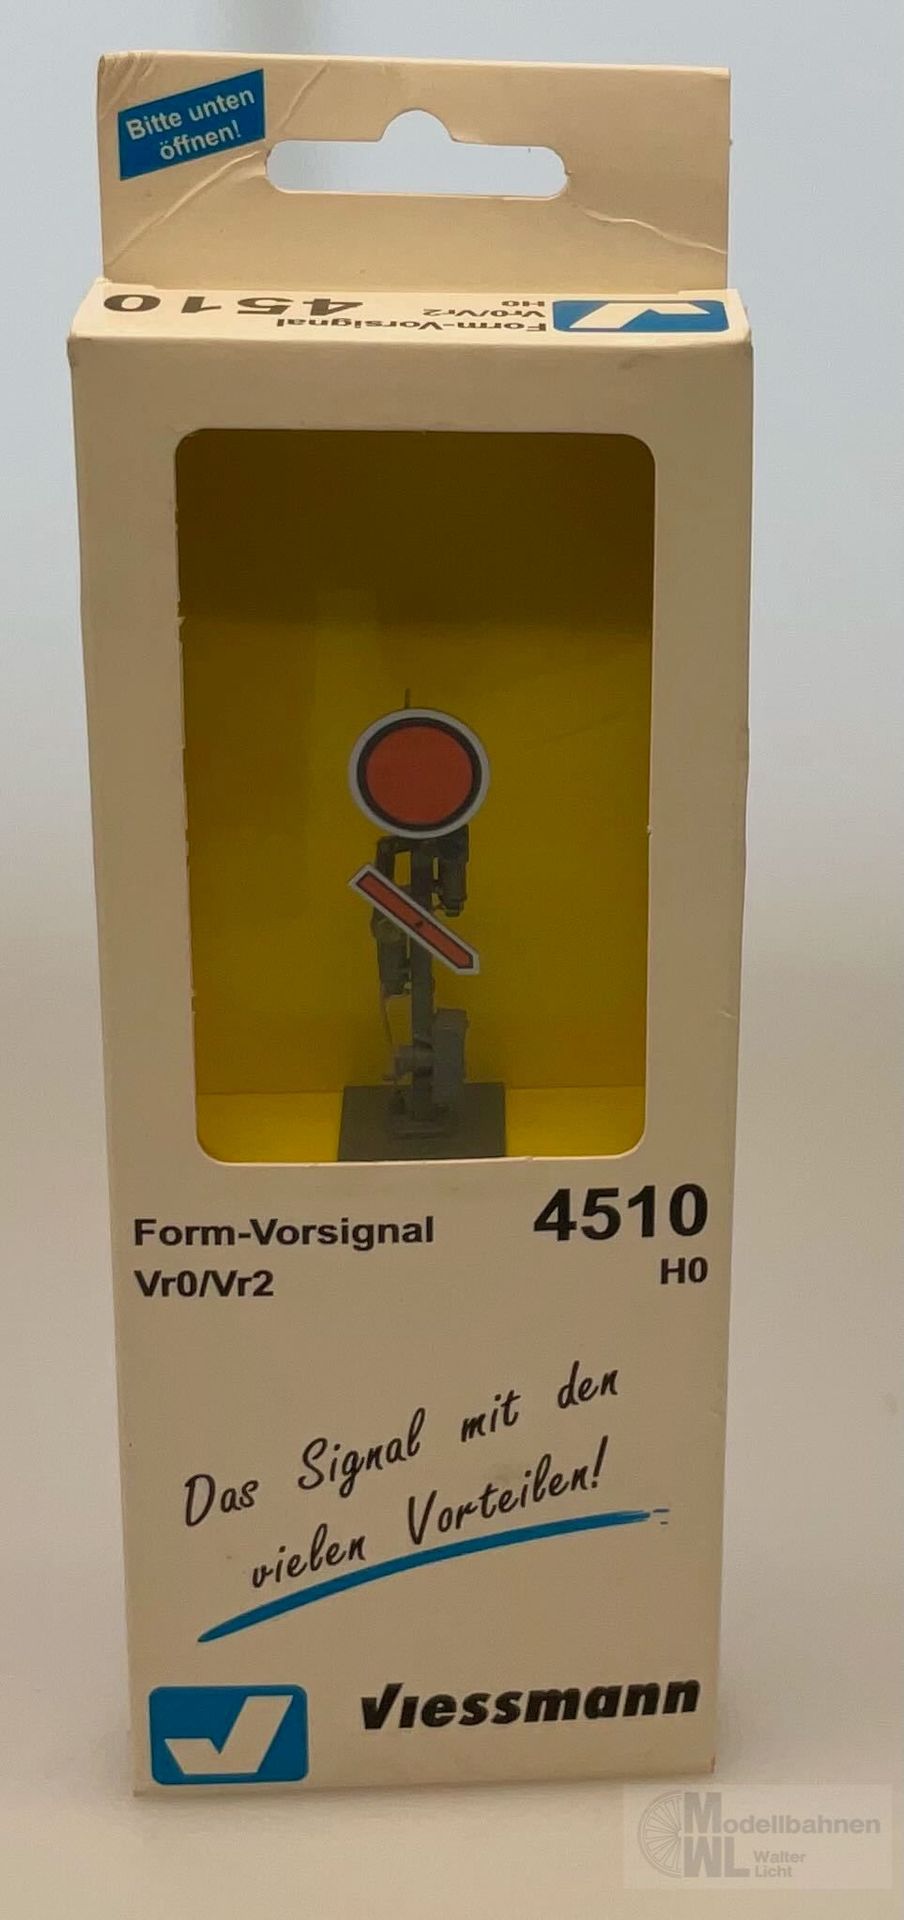 Bitte unten
öffnen!
Form-Vorsignal
Vr0/Vr2
H0
4510
Form-Vorsignal
4510
Vr0/Vr2
H0
Das Signal mit den
vielen Vorteilen!
Viessmann
Modellbahnen
WL Walter
Licht